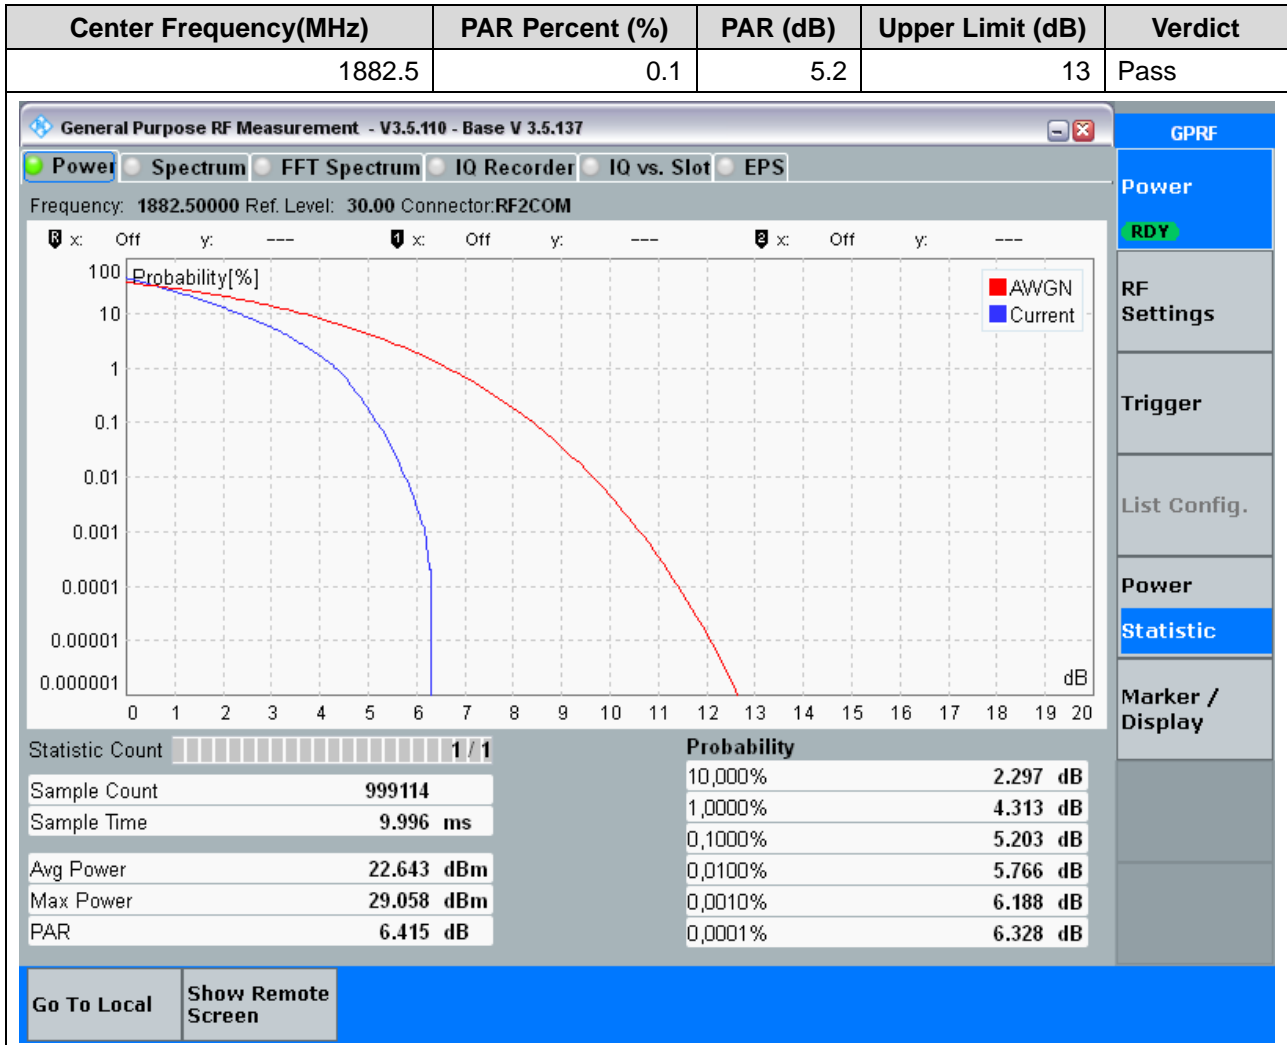 Center Frequency(MHz) PAR Percent (%) PAR (dB) Upper Limit (dB) Verdict
1882.5 0.1 5.2 13 Pass
General Purpose RF Measurement - V3.5.110 - Base V 3.5.137
GPRF
Power Spectrum FFT Spectrum IQ Recorder IQ vs. Slot EPS
Power
RDY
Frequency: 1882.50000 Ref. Level: 30.00 Connector:RF2COM
R x: Off y: --- 1 x: Off y: --- 2 x: Off y: ---
Probability[%]
AWGN
Current
100
10
1
0.1
0.01
0.001
0.0001
0.00001
0.000001
dB
0 1 2 3 4 5 6 7 8 9 10 11 12 13 14 15 16 17 18 19 20
RF
Settings
Trigger
List Config.
Power
Statistic
Marker /
Display
Statistic Count 1 / 1
Sample Count 999114
Sample Time 9.996 ms
Avg Power 22.643 dBm
Max Power 29.058 dBm
PAR 6.415 dB
Probability
10,000% 2.297 dB
1,0000% 4.313 dB
0,1000% 5.203 dB
0,0100% 5.766 dB
0,0010% 6.188 dB
0,0001% 6.328 dB
Go To Local
Show Remote
Screen